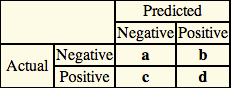 Predicted
Negative Positive
Actual Negative a b
Positive c d